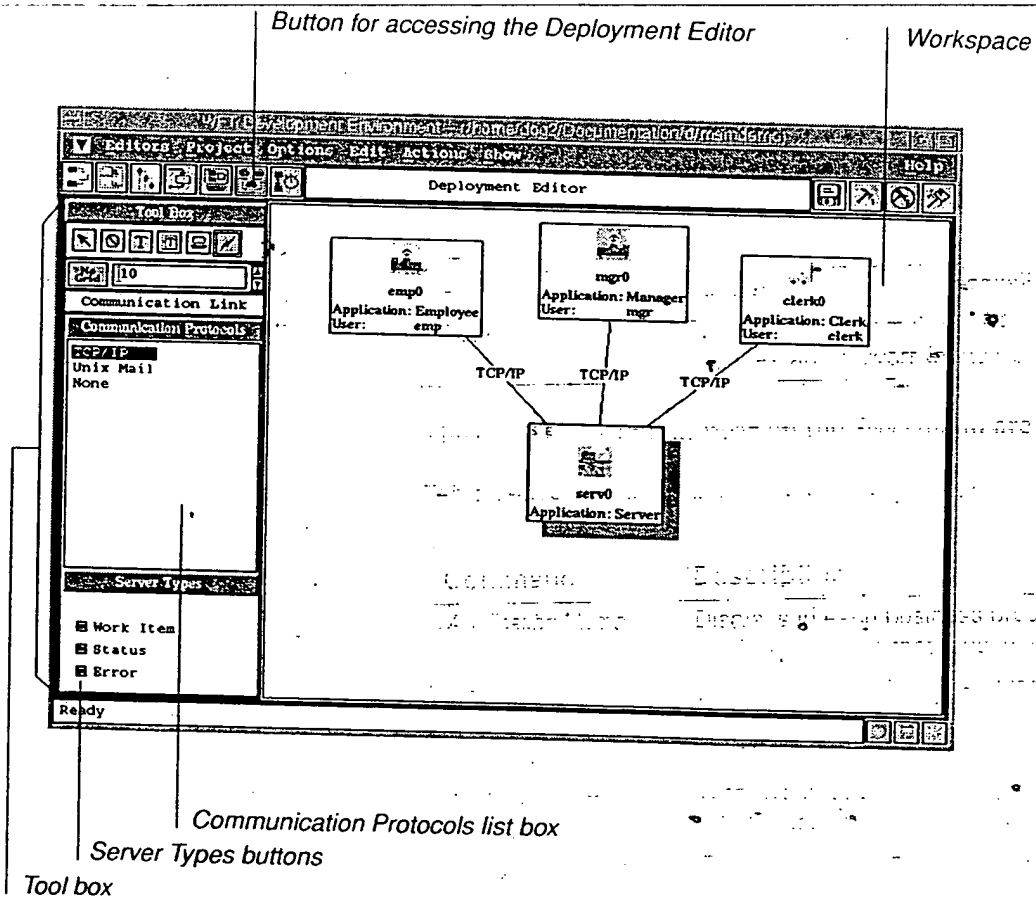 Button for accessing the Deployment Editor
Workspace
Development Environment
Editors Project Options Edit Actions Show Help
Deployment Editor
Tool Box
10
Communication Link
Communication Protocols
TCP/IP
Unix Mail
None
Server Types
Work Item
Status
Error
emp0
Application: Employee
User: emp
mgr0
Application: Manager
User: mgr
clerk0
Application: Clerk
User: clerk
TCP/IP
TCP/IP
TCP/IP
S E
serv0
Application: Server
Ready
Communication Protocols list box
Server Types buttons
Tool box